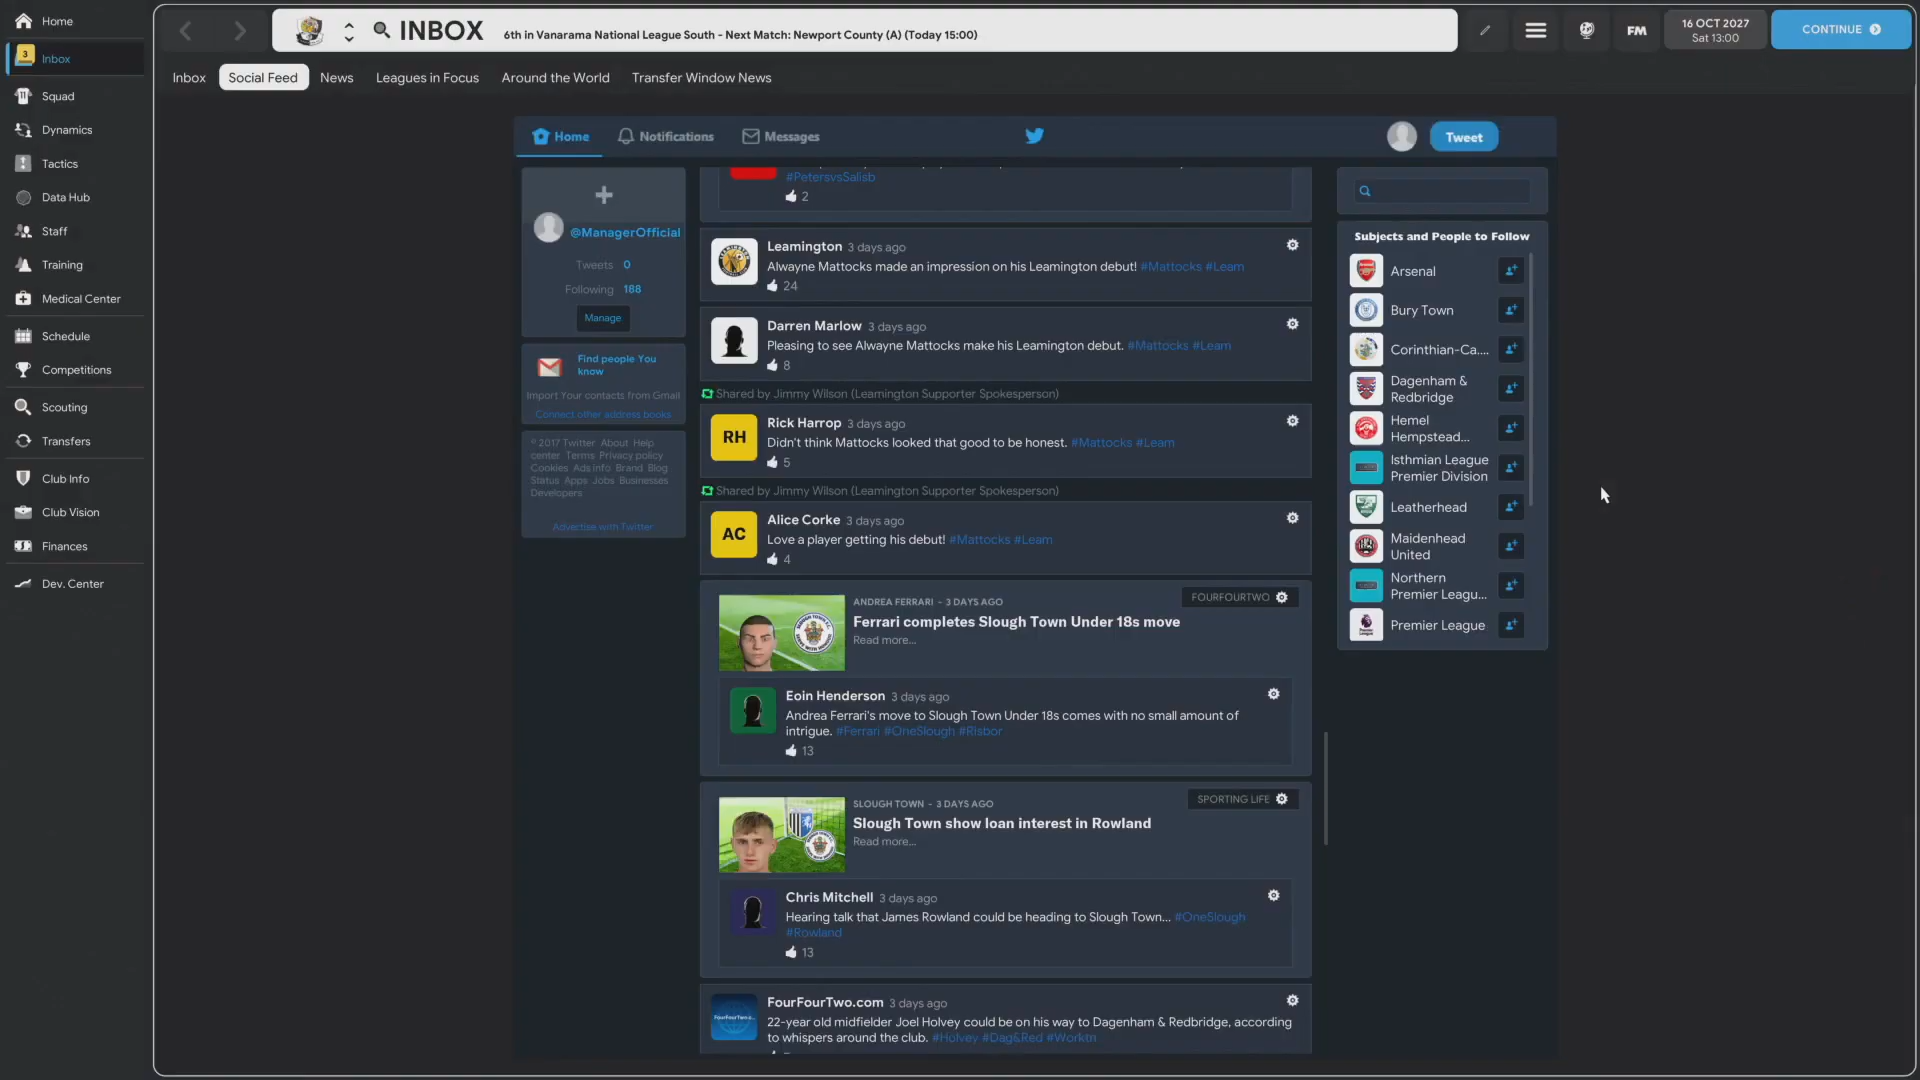 Home
3
Inbox
Squad
Dynamics
Tactics
Data Hub
Staff
Training
Medical Center
Schedule
Competitions
Scouting
Transfers
Club Info
Club Vision
Finances
Dev. Center
INBOX
6th in Vanarama National League South - Next Match: Newport County (A) (Today 15:00)
FM
16 OCT 2027
Sat 13:00
CONTINUE
Inbox
Social Feed
News
Leagues in Focus
Around the World
Transfer Window News
Home
Notifications
Messages
Tweet
@ManagerOfficial
Tweets 0
Following 188
Manage
Find people You
know
Import Your contacts from Gmail
Connect other address books
© 2017 Twitter About Help
center Terms Privacy policy
Cookies Ads info Brand Blog
Status Apps Jobs Businesses
Developers
Advertise with Twitter
#PetersvsSalisb
2
Leamington 3 days ago
Alwayne Mattocks made an impression on his Leamington debut! #Mattocks #Leam
24
Darren Marlow 3 days ago
Pleasing to see Alwayne Mattocks make his Leamington debut. #Mattocks #Leam
8
Shared by Jimmy Wilson (Leamington Supporter Spokesperson)
RH
Rick Harrop 3 days ago
Didn't think Mattocks looked that good to be honest. #Mattocks #Leam
5
Shared by Jimmy Wilson (Leamington Supporter Spokesperson)
AC
Alice Corke 3 days ago
Love a player getting his debut! #Mattocks #Leam
4
ANDREA FERRARI - 3 DAYS AGO
FOURFOURTWO
Ferrari completes Slough Town Under 18s move
Read more...
Eoin Henderson 3 days ago
Andrea Ferrari's move to Slough Town Under 18s comes with no small amount of
intrigue. #Ferrari #OneSlough #Risbor
13
SLOUGH TOWN - 3 DAYS AGO
SPORTING LIFE
Slough Town show loan interest in Rowland
Read more...
Chris Mitchell 3 days ago
Hearing talk that James Rowland could be heading to Slough Town... #OneSlough
#Rowland
13
FourFourTwo.com 3 days ago
22-year old midfielder Joel Holvey could be on his way to Dagenham & Redbridge, according
to whispers around the club. #Holvey #Dag&Red #Worktn
Subjects and People to Follow
Arsenal
Bury Town
Corinthian-Ca....
Dagenham &
Redbridge
Hemel
Hempstead...
Isthmian League
Premier Division
Leatherhead
Maidenhead
United
Northern
Premier Leagu...
Premier League